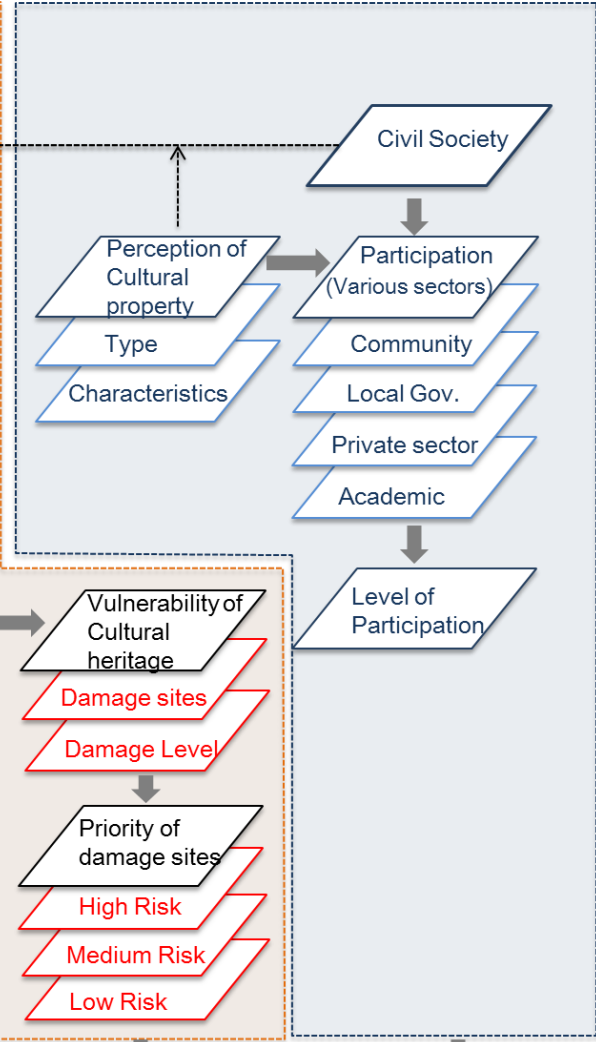 Civil Society
Perception of
Cultural
property
Type
Characteristics
Participation
(Various sectors)
Community
Local Gov.
Private sector
Academic
Level of
Participation
Vulnerability of
Cultural
heritage
Damage sites
Damage Level
Priority of
damage sites
High Risk
Medium Risk
Low Risk